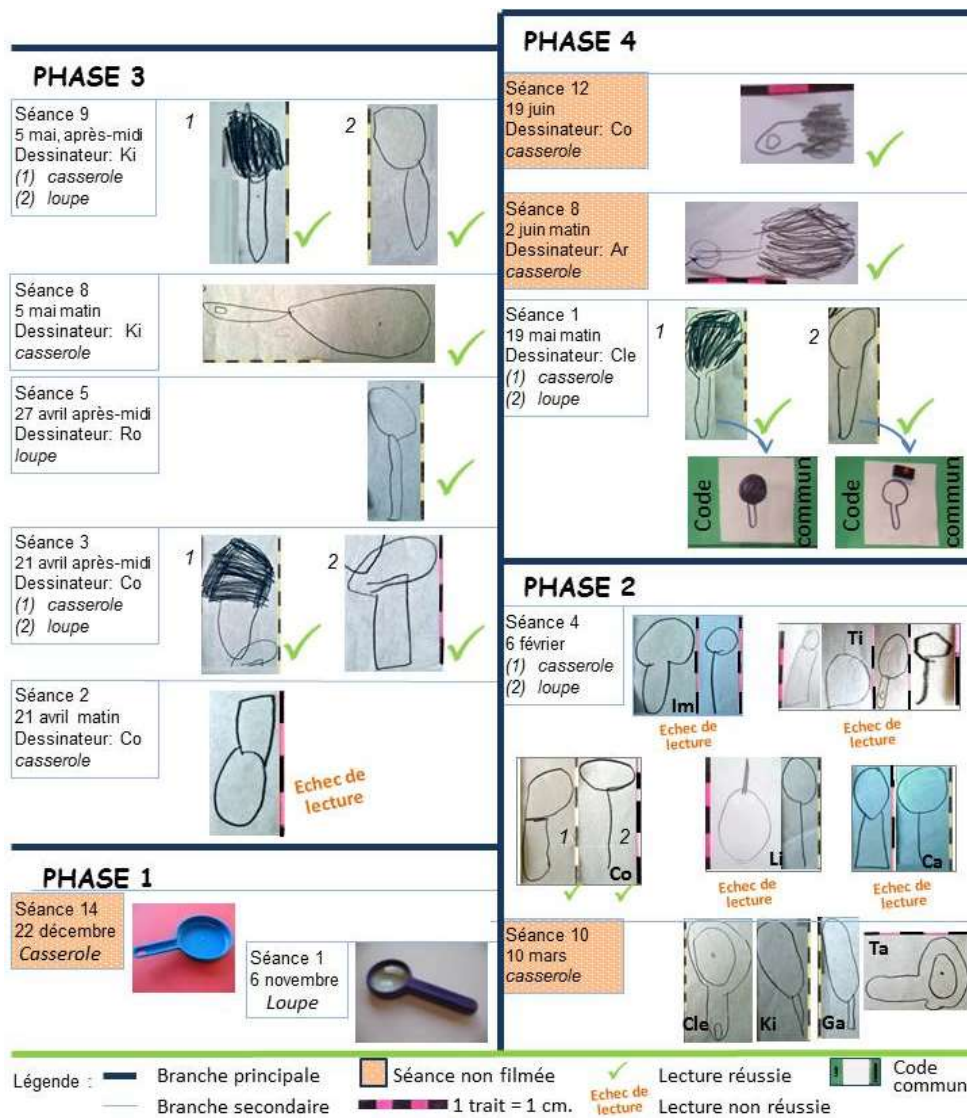 PHASE 3
Séance 9
5 mai, après-midi
Dessinateur: Ki
(1) casserole
(2) loupe
1
2
Séance 8
5 mai matin
Dessinateur: Ki
casserole
Séance 5
27 avril après-midi
Dessinateur: Ro
loupe
Séance 3
21 avril après-midi
Dessinateur: Co
(1) casserole
(2) loupe
1
2
Séance 2
21 avril matin
Dessinateur: Co
casserole
Echec de
lecture
PHASE 1
Séance 14
22 décembre
Casserole
Séance 1
6 novembre
Loupe
PHASE 4
Séance 12
19 juin
Dessinateur: Co
casserole
Séance 8
2 juin matin
Dessinateur: Ar
casserole
Séance 1
19 mai matin
Dessinateur: Cle
(1) casserole
(2) loupe
1
2
Code
commun
Code
commun
PHASE 2
Séance 4
6 février
(1) casserole
(2) loupe
Im
Echec de
lecture
Ti
Echec de
lecture
1
2
Co
Li
Echec de
lecture
Ca
Echec de
lecture
Séance 10
10 mars
casserole
Cle
Ki
Ga
Ta
Légende :
Branche principale
Séance non filmée
Lecture réussie
Code
commun
Branche secondaire
1 trait = 1 cm.
Echec de
lecture
Lecture non réussie